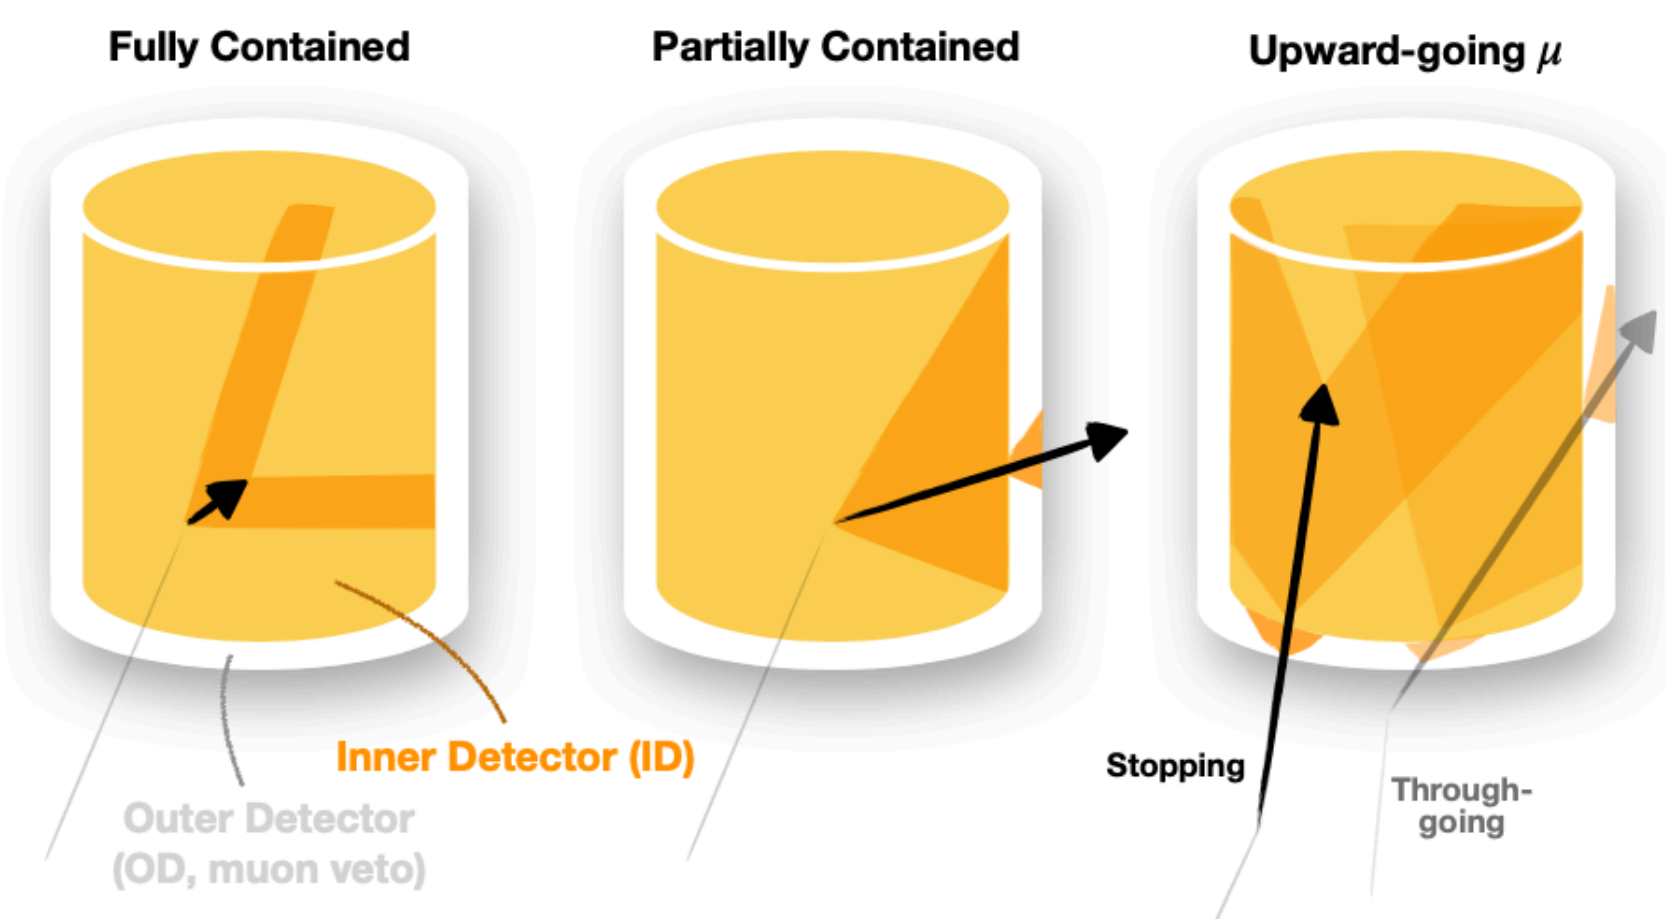 Fully Contained
Partially Contained
Upward-going μ
Inner Detector (ID)
Outer Detector
(OD, muon veto)
Stopping
Through-
going